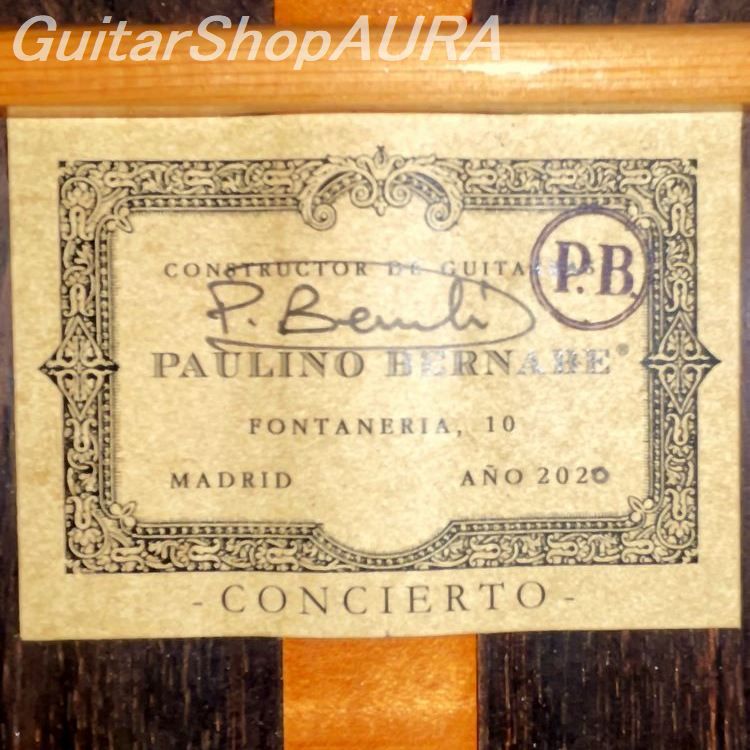 GuitarShopAURA
CONSTRUCTOR DE GUITARRAS
P.B.
P. Bernabé
PAULINO BERNABE®
FONTANERIA, 10
MADRID AÑO 2020
- CONCIERTO -